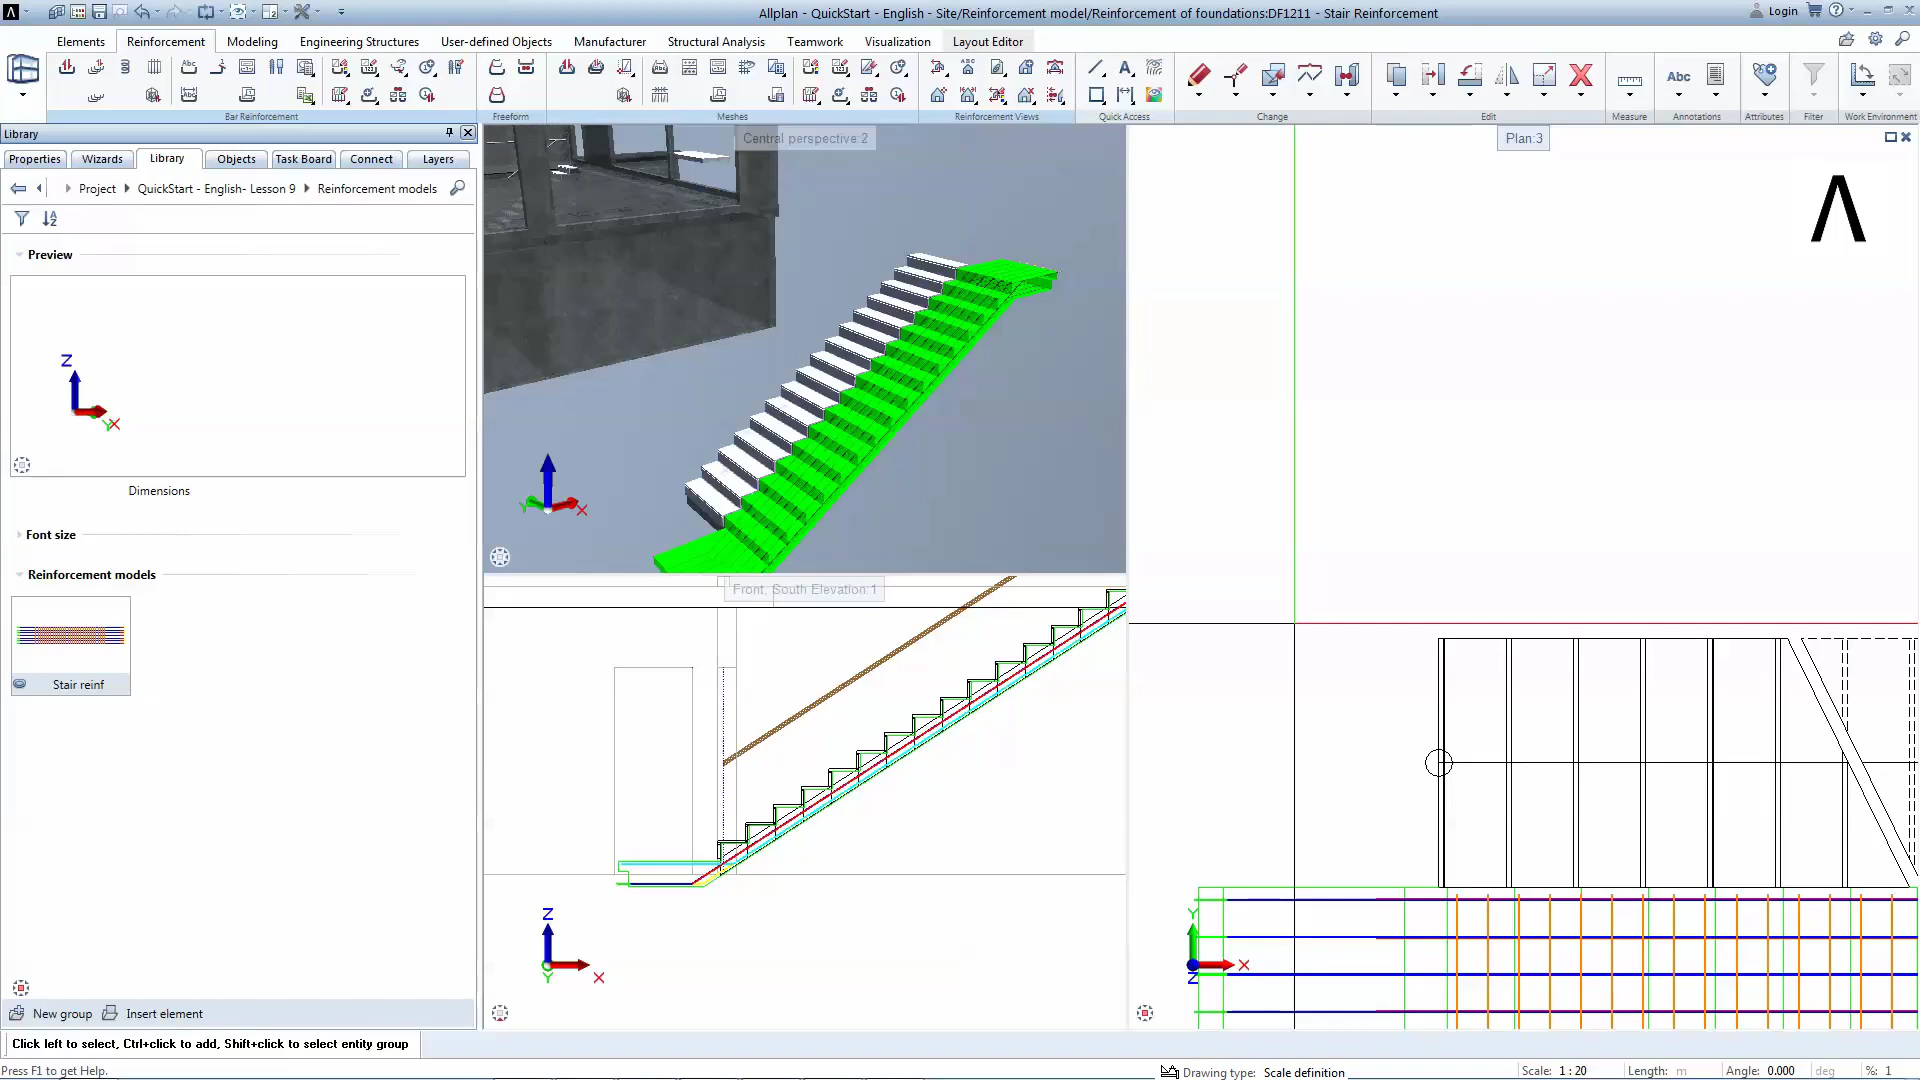 Allplan - QuickStart - English - Site/Reinforcement model/Reinforcement of foundations:DF1211 - Stair Reinforcement
Login
Elements
Reinforcement
Modeling
Engineering Structures
User-defined Objects
Manufacturer
Structural Analysis
Teamwork
Visualization
Layout Editor
Bar Reinforcement
Freeform
Meshes
Reinforcement Views
Quick Access
Change
Edit
Measure
Annotations
Attributes
Filter
Work Environment
Library
Properties
Wizards
Library
Objects
Task Board
Connect
Layers
Project
QuickStart - English- Lesson 9
Reinforcement models
Preview
Z
Y X
Dimensions
Font size
Reinforcement models
Stair reinf
New group
Insert element
Central perspective:2
Y
X
Front, South Elevation:1
Z
Y
X
Plan:3
Y
X
Z
Click left to select, Ctrl+click to add, Shift+click to select entity group
Press F1 to get Help.
Drawing type: Scale definition
Scale: 1 : 20
Length: m
Angle: 0.000 deg
%: 1